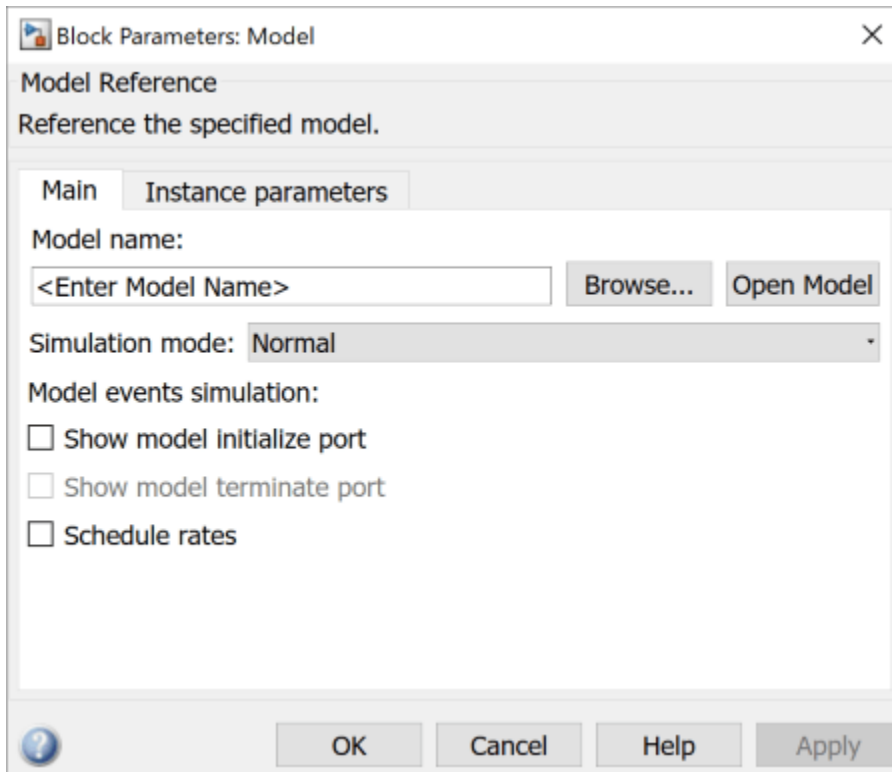 Block Parameters: Model
Model Reference
Reference the specified model.
Main Instance parameters
Model name:
<Enter Model Name> Browse... Open Model
Simulation mode: Normal
Model events simulation:
Show model initialize port
Show model terminate port
Schedule rates
? OK Cancel Help Apply